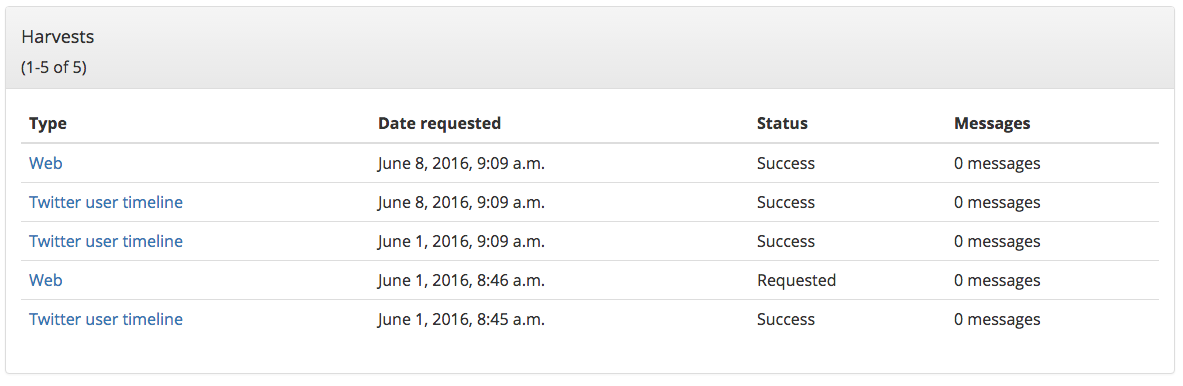 Harvests
(1-5 of 5)
Type Date requested Status Messages
Web June 8, 2016, 9:09 a.m. Success 0 messages
Twitter user timeline June 8, 2016, 9:09 a.m. Success 0 messages
Twitter user timeline June 1, 2016, 9:09 a.m. Success 0 messages
Web June 1, 2016, 8:46 a.m. Requested 0 messages
Twitter user timeline June 1, 2016, 8:45 a.m. Success 0 messages